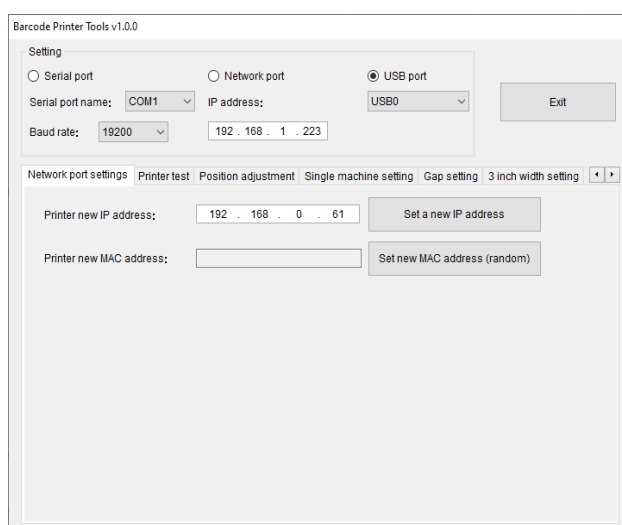 Barcode Printer Tools v1.0.0
Setting
Serial port Network port USB port
Serial port name: COM1 IP address: USB0 Exit
Baud rate: 19200 192 . 168 . 1 . 223
Network port settings Printer test Position adjustment Single machine setting Gap setting 3 inch width setting
Printer new IP address: 192 . 168 . 0 . 61 Set a new IP address
Printer new MAC address: Set new MAC address (random)